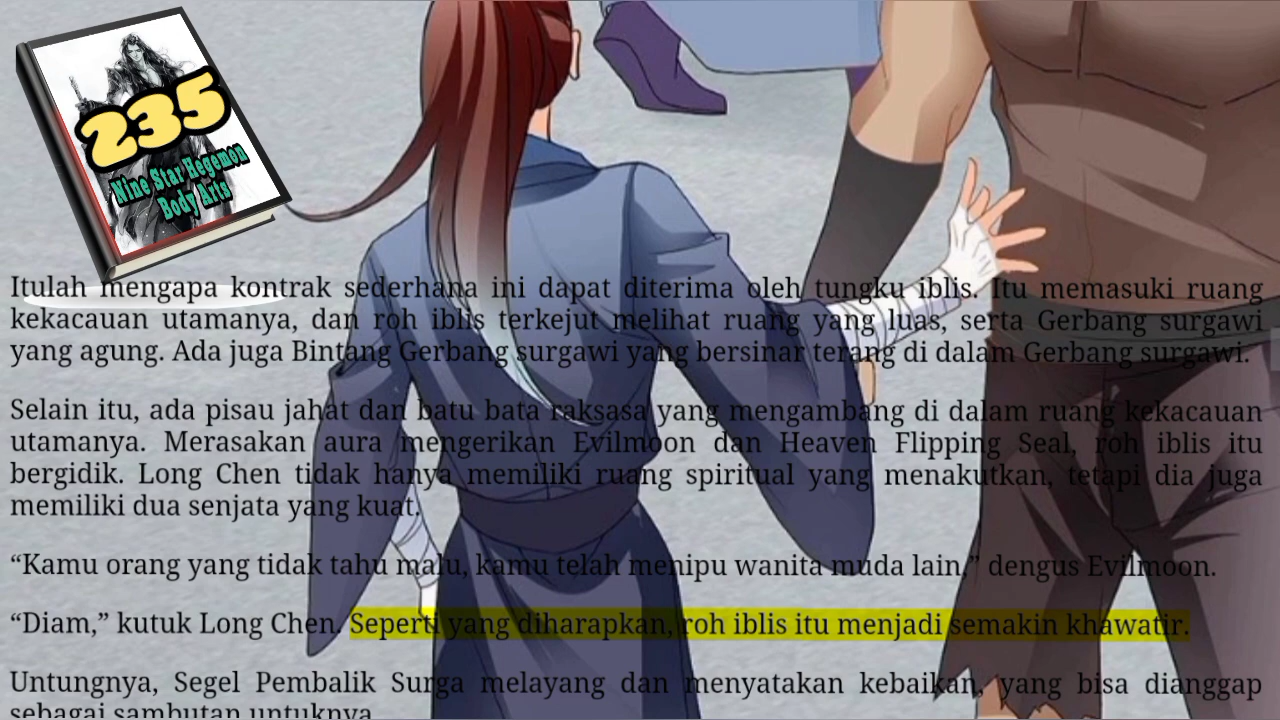 235
Nine Star Hegemon
Body Arts
Itulah mengapa kontrak sederhana ini dapat diterima oleh tungku iblis. Itu memasuki ruang
kekacauan utamanya, dan roh iblis terkejut melihat ruang yang luas, serta Gerbang surgawi
yang agung. Ada juga Bintang Gerbang surgawi yang bersinar terang di dalam Gerbang surgawi.
Selain itu, ada pisau jahat dan batu bata raksasa yang mengambang di dalam ruang kekacauan
utamanya. Merasakan aura mengerikan Evilmoon dan Heaven Flipping Seal, roh iblis itu
bergidik. Long Chen tidak hanya memiliki ruang spiritual yang menakutkan, tetapi dia juga
memiliki dua senjata yang kuat.
“Kamu orang yang tidak tahu malu, kamu telah menipu wanita muda lain,” dengus Evilmoon.
“Diam,” kutuk Long Chen. Seperti yang diharapkan, roh iblis itu menjadi semakin khawatir.
Untungnya, Segel Pembalik Surga melayang dan menyatakan kebaikan, yang bisa dianggap
sebagai sambutan untuknya.